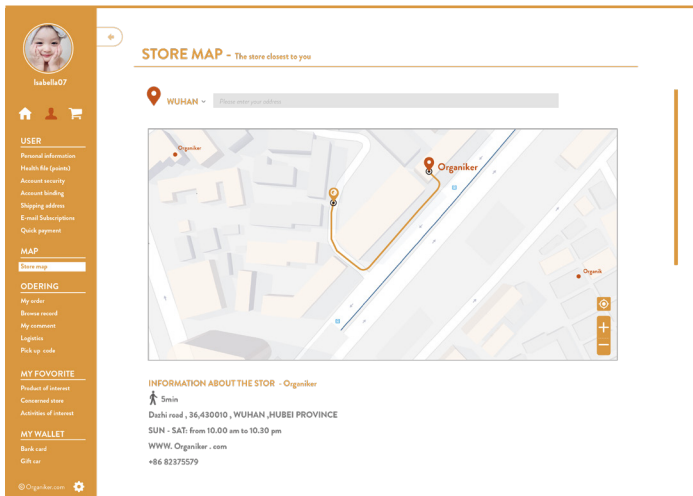 Isabella07
USER
Personal information
Health file (points)
Account security
Account binding
Shipping address
E-mail Subscriptions
Quick payment
MAP
Store map
ODERING
My order
Browse record
My comment
Logistics
Pick up code
MY FOVORITE
Product of interest
Concerned store
Activities of interest
MY WALLET
Bank card
Gift car
© Organiker.com
STORE MAP - The store closest to you
WUHAN
Please enter your address
Organiker
Organiker
Organik
INFORMATION ABOUT THE STOR - Organiker
5min
Dazhi road , 36,430010 , WUHAN ,HUBEI PROVINCE
SUN - SAT: from 10.00 am to 10.30 pm
WWW. Organiker . com
+86 82375579